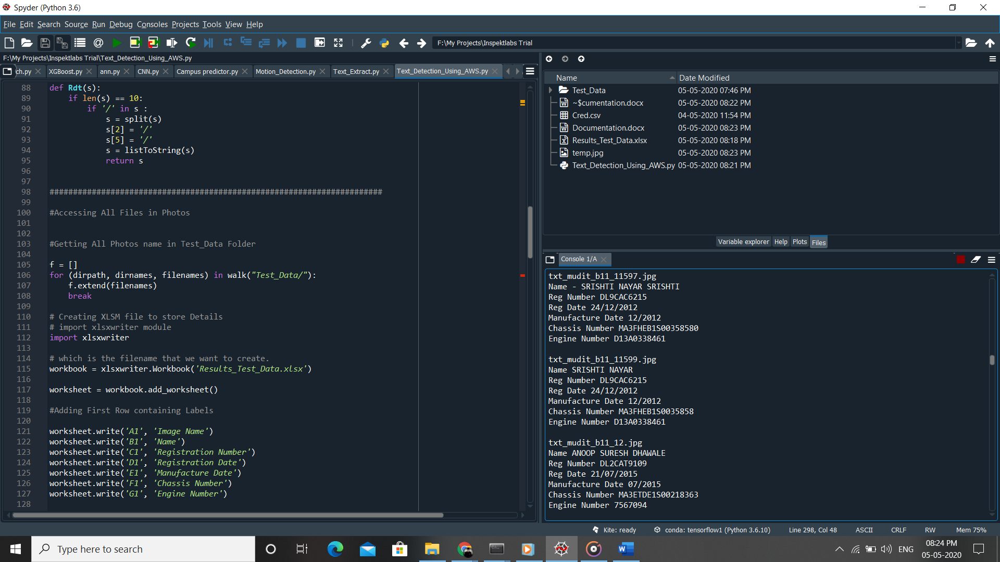 Spyder (Python 3.6)
File Edit Search Source Run Debug Consoles Projects Tools View Help
F:\My Projects\Inspektlabs Trial
F:\My Projects\Inspektlabs Trial\Text_Detection_Using_AWS.py
ch.py XGBoost.py ann.py CNN.py Campus predictor.py Motion_Detection.py Text_Extract.py Text_Detection_Using_AWS.py
88 def Rdt(s):
89 if len(s) == 10:
90 if '/' in s :
91 s = split(s)
92 s[2] = '/'
93 s[5] = '/'
94 s = listToString(s)
95 return s
96
97
98 #######################################################################
99
100 #Accessing All Files in Photos
101
102
103 #Getting All Photos name in Test_Data Folder
104
105 f = []
106 for (dirpath, dirnames, filenames) in walk("Test_Data/"):
107 f.extend(filenames)
108 break
109
110 # Creating XLSM file to store Details
111 # import xlsxwriter module
112 import xlsxwriter
113
114 # which is the filename that we want to create.
115 workbook = xlsxwriter.Workbook('Results_Test_Data.xlsx')
116
117 worksheet = workbook.add_worksheet()
118
119 #Adding First Row containing Labels
120
121 worksheet.write('A1', 'Image Name')
122 worksheet.write('B1', 'Name')
123 worksheet.write('C1', 'Registration Number')
124 worksheet.write('D1', 'Registration Date')
125 worksheet.write('E1', 'Manufacture Date')
126 worksheet.write('F1', 'Chassis Number')
127 worksheet.write('G1', 'Engine Number')
128
Name Date Modified
Test_Data 05-05-2020 07:46 PM
~$cumentation.docx 05-05-2020 08:22 PM
Cred.csv 04-05-2020 11:54 PM
Documentation.docx 05-05-2020 08:23 PM
Results_Test_Data.xlsx 05-05-2020 08:18 PM
temp.jpg 05-05-2020 08:23 PM
Text_Detection_Using_AWS.py 05-05-2020 08:21 PM
Variable explorer Help Plots Files
Console 1/A
txt_mudit_b11_11597.jpg
Name - SRISHTI NAYAR SRISHTI
Reg Number DL9CAC6215
Reg Date 24/12/2012
Manufacture Date 12/2012
Chassis Number MA3FHEB1S00358580
Engine Number D13A0338461
txt_mudit_b11_11599.jpg
Name SRISHTI NAYAR
Reg Number DL9CAC6215
Reg Date 24/12/2012
Manufacture Date 12/2012
Chassis Number MA3FHEB1S0035858
Engine Number D13A0338461
txt_mudit_b11_12.jpg
Name ANOOP SURESH DHAWALE
Reg Number DL2CAT9109
Reg Date 21/07/2015
Manufacture Date 07/2015
Chassis Number MA3ETDE1S00218363
Engine Number 7567094
Kite: ready conda: tensorflow1 (Python 3.6.10) Line 298, Col 48 ASCII CRLF RW Mem 75%
Type here to search
ENG
08:24 PM
05-05-2020